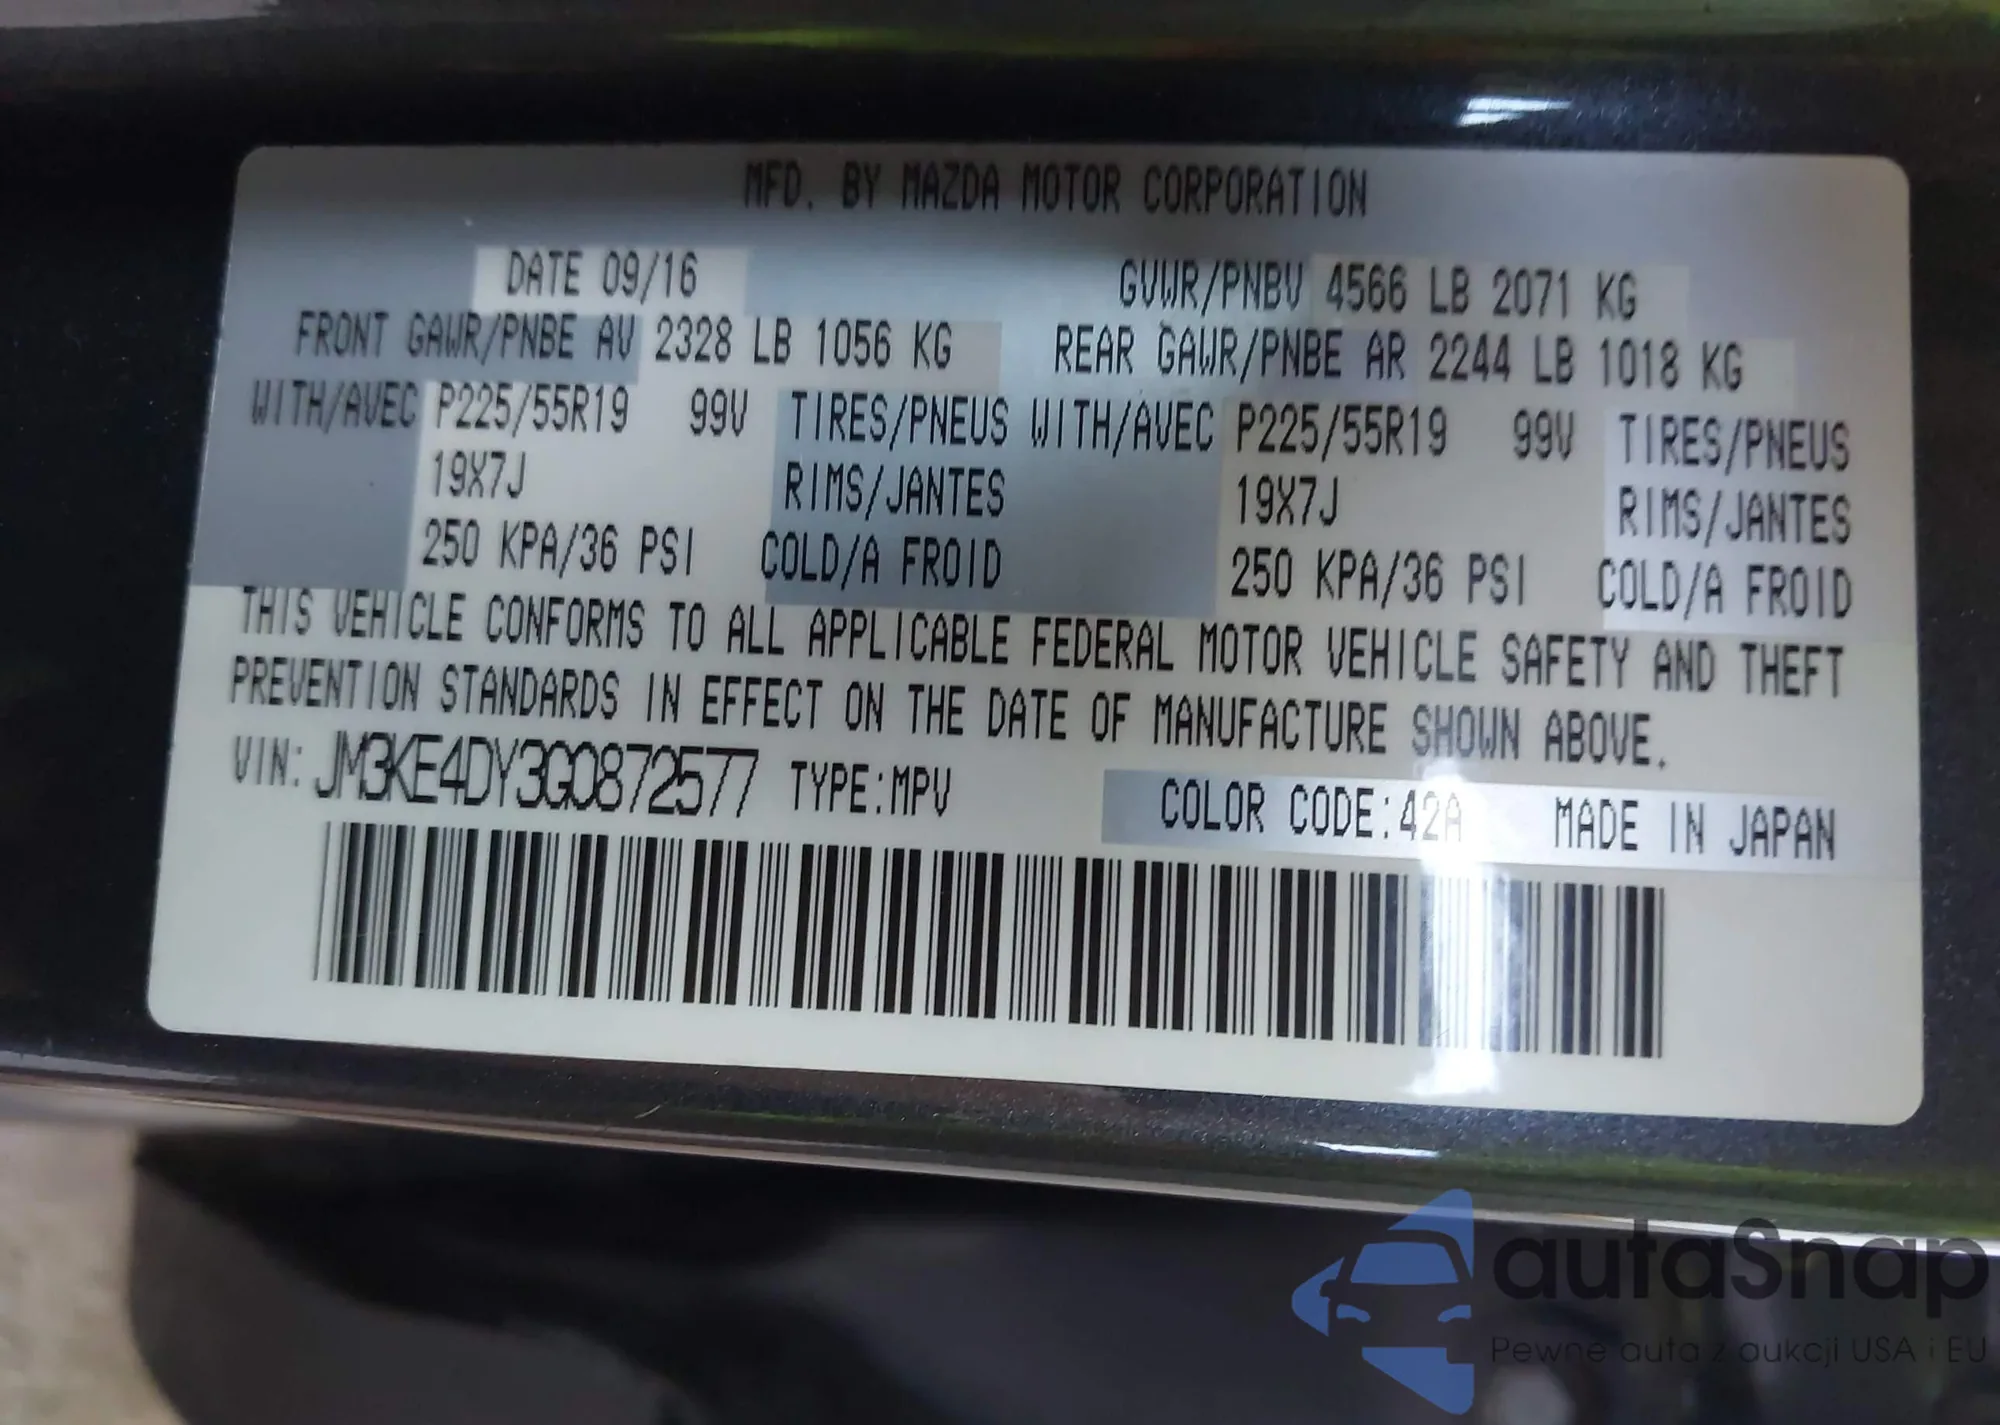 MFD. BY MAZDA MOTOR CORPORATION
DATE 09/16 GVWR/PNBV 4566 LB 2071 KG
FRONT GAWR/PNBE AV 2328 LB 1056 KG REAR GAWR/PNBE AR 2244 LB 1018 KG
WITH/AVEC P225/55R19 99V TIRES/PNEUS WITH/AVEC P225/55R19 99V TIRES/PNEUS
19X7J RIMS/JANTES 19X7J RIMS/JANTES
250 KPA/36 PSI COLD/A FROID 250 KPA/36 PSI COLD/A FROID
THIS VEHICLE CONFORMS TO ALL APPLICABLE FEDERAL MOTOR VEHICLE SAFETY AND THEFT
PREVENTION STANDARDS IN EFFECT ON THE DATE OF MANUFACTURE SHOWN ABOVE.
VIN: JM3KE4DY3G0872577 TYPE:MPV COLOR CODE:42A MADE IN JAPAN
autaSnap
Pewne auta z aukcji USA i EU